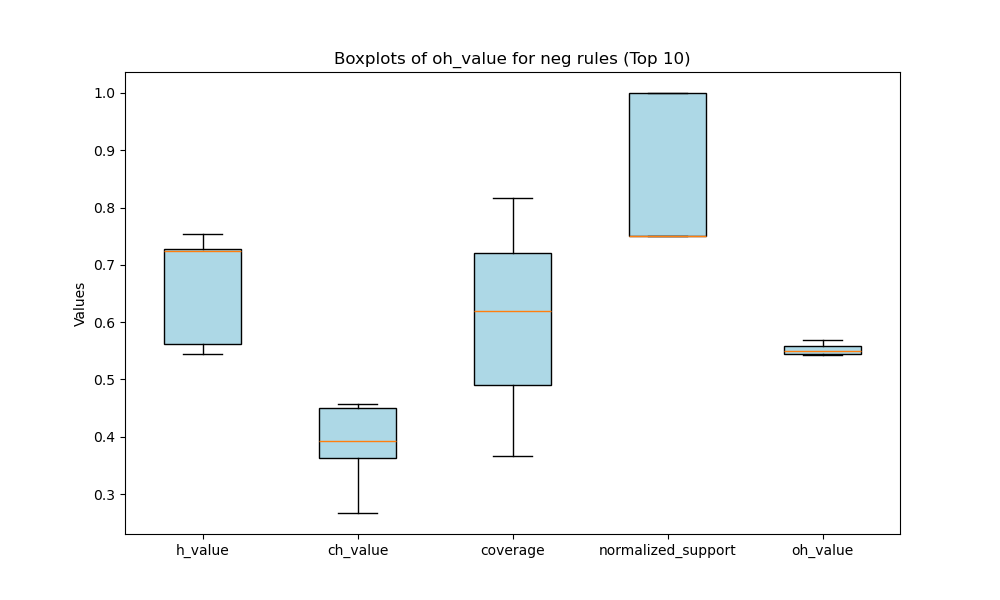 Boxplots of oh_value for neg rules (Top 10)
1.0
0.9
0.8
0.7
0.6
0.5
0.4
0.3
Values
h_value
ch_value
coverage
normalized_support
oh_value